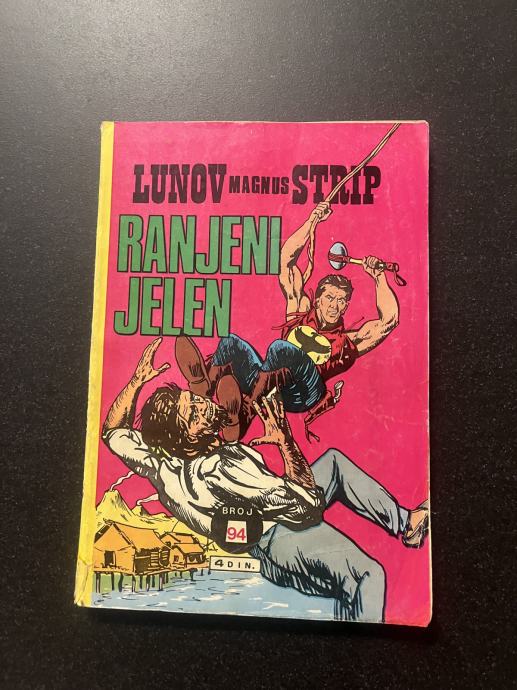 LUNOV MAGNUS STRIP
RANJENI
JELEN
BROJ
94
4 DIN.